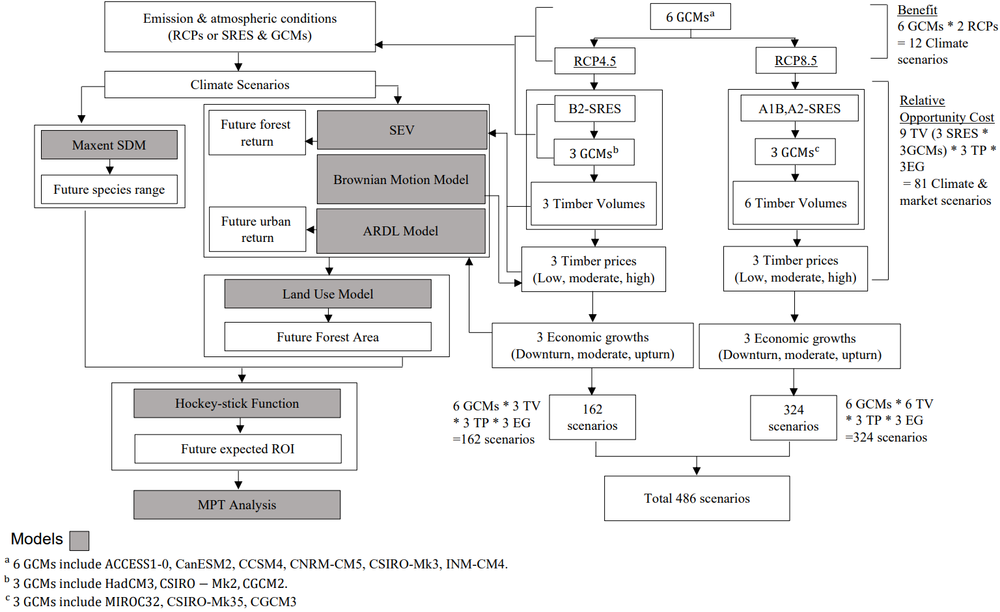 Emission & atmospheric conditions
(RCPs or SRES & GCMs)
Climate Scenarios
Maxent SDM
Future species range
Future forest
return
SEV
Brownian Motion Model
Future urban
return
ARDL Model
Land Use Model
Future Forest Area
Hockey-stick Function
Future expected ROI
MPT Analysis
6 GCMsᵃ
RCP4.5
RCP8.5
B2-SRES
3 GCMsᵇ
3 Timber Volumes
A1B,A2-SRES
3 GCMsᶜ
6 Timber Volumes
3 Timber prices
(Low, moderate, high)
3 Timber prices
(Low, moderate, high)
3 Economic growths
(Downturn, moderate, upturn)
3 Economic growths
(Downturn, moderate, upturn)
6 GCMs * 3 TV
* 3 TP * 3 EG
=162 scenarios
162
scenarios
324
scenarios
6 GCMs * 6 TV
* 3 TP * 3 EG
=324 scenarios
Total 486 scenarios
Benefit
6 GCMs * 2 RCPs
= 12 Climate
scenarios
Relative
Opportunity Cost
9 TV (3 SRES *
3GCMs) * 3 TP *
3EG
= 81 Climate &
market scenarios
Models
ᵃ 6 GCMs include ACCESS1-0, CanESM2, CCSM4, CNRM-CM5, CSIRO-Mk3, INM-CM4.
ᵇ 3 GCMs include HadCM3, CSIRO − Mk2, CGCM2.
ᶜ 3 GCMs include MIROC32, CSIRO-Mk35, CGCM3